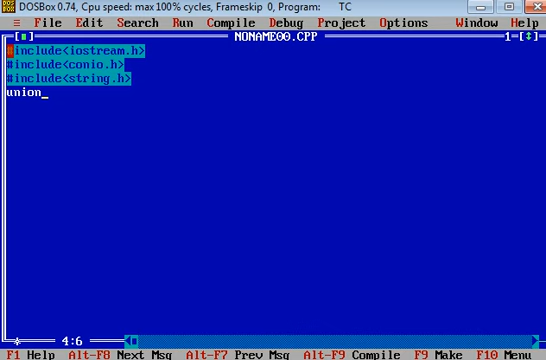 DOSBox 0.74, Cpu speed: max 100% cycles, Frameskip 0, Program: TC
≡ File Edit Search Run Compile Debug Project Options Window Help
[■] NONAME00.CPP 1=[↕]
#include<iostream.h>
#include<conio.h>
#include<string.h>
union_
* 4:6
F1 Help Alt-F8 Next Msg Alt-F7 Prev Msg Alt-F9 Compile F9 Make F10 Menu